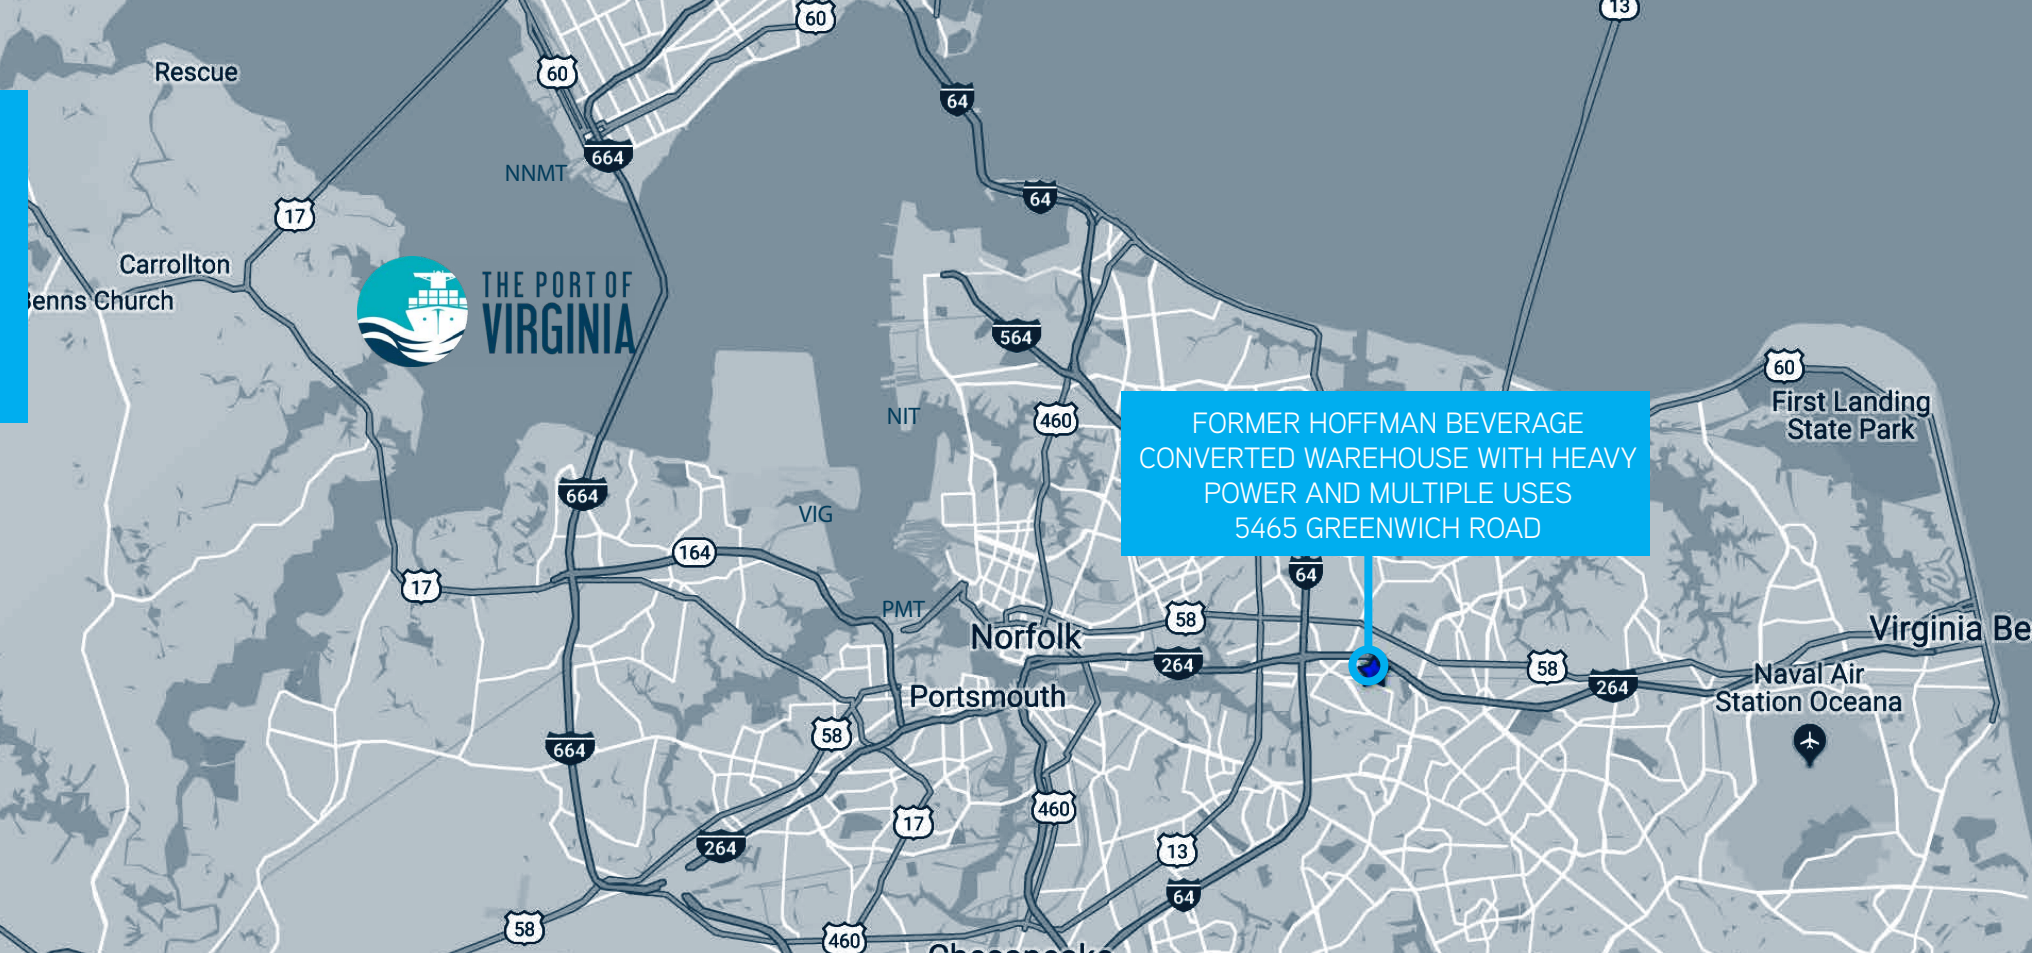 60
13
Rescue
60
64
664
NNMT
64
17
Carrollton
THE PORT OF
VIRGINIA
Benns Church
564
60
First Landing
State Park
NIT
460
FORMER HOFFMAN BEVERAGE
CONVERTED WAREHOUSE WITH HEAVY
POWER AND MULTIPLE USES
5465 GREENWICH ROAD
664
VIG
164
64
17
PMT
58
Norfolk
Virginia Be
264
58
264
Naval Air
Station Oceana
Portsmouth
58
664
460
17
264
13
64
58
460
Chesapeake